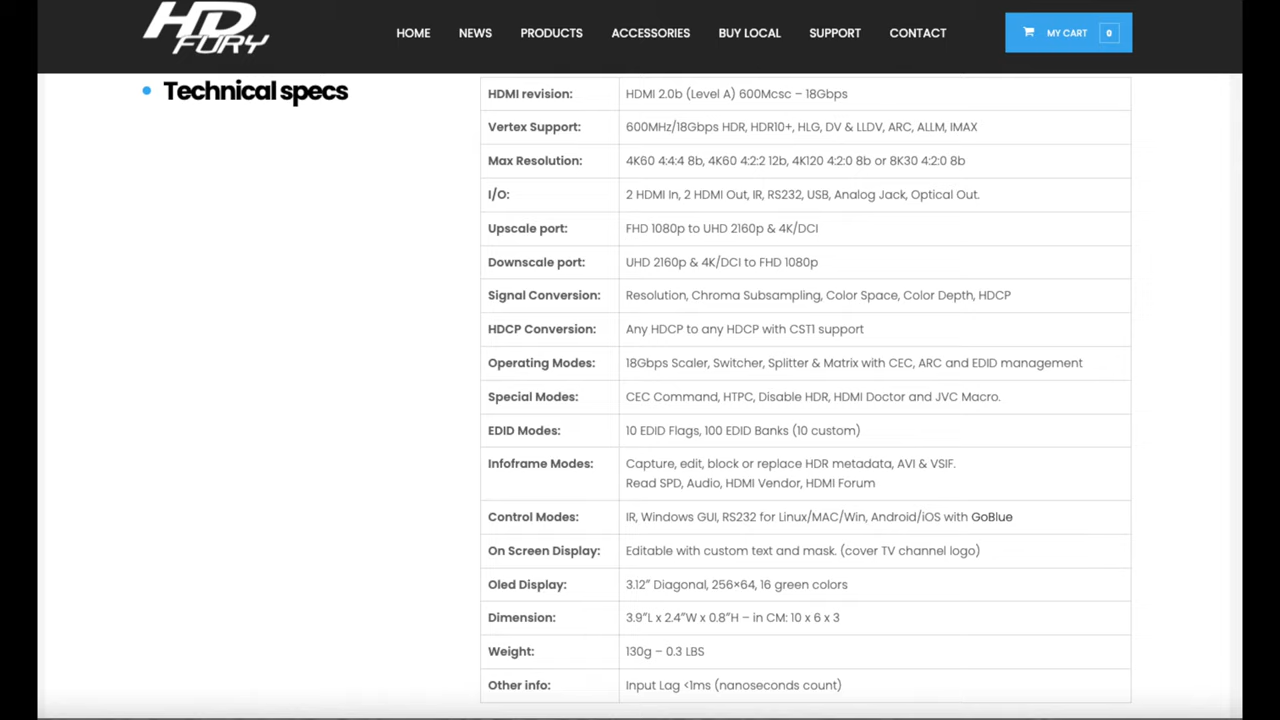 HD FURY
HOME NEWS PRODUCTS ACCESSORIES BUY LOCAL SUPPORT CONTACT MY CART 0
Technical specs
HDMI revision: HDMI 2.0b (Level A) 600Mcsc – 18Gbps
Vertex Support: 600MHz/18Gbps HDR, HDR10+, HLG, DV & LLDV, ARC, ALLM, IMAX
Max Resolution: 4K60 4:4:4 8b, 4K60 4:2:2 12b, 4K120 4:2:0 8b or 8K30 4:2:0 8b
I/O: 2 HDMI In, 2 HDMI Out, IR, RS232, USB, Analog Jack, Optical Out.
Upscale port: FHD 1080p to UHD 2160p & 4K/DCI
Downscale port: UHD 2160p & 4K/DCI to FHD 1080p
Signal Conversion: Resolution, Chroma Subsampling, Color Space, Color Depth, HDCP
HDCP Conversion: Any HDCP to any HDCP with CST1 support
Operating Modes: 18Gbps Scaler, Switcher, Splitter & Matrix with CEC, ARC and EDID management
Special Modes: CEC Command, HTPC, Disable HDR, HDMI Doctor and JVC Macro.
EDID Modes: 10 EDID Flags, 100 EDID Banks (10 custom)
Infoframe Modes: Capture, edit, block or replace HDR metadata, AVI & VSIF.
Read SPD, Audio, HDMI Vendor, HDMI Forum
Control Modes: IR, Windows GUI, RS232 for Linux/MAC/Win, Android/iOS with GoBlue
On Screen Display: Editable with custom text and mask. (cover TV channel logo)
Oled Display: 3.12″ Diagonal, 256×64, 16 green colors
Dimension: 3.9″L x 2.4″W x 0.8″H – in CM: 10 x 6 x 3
Weight: 130g – 0.3 LBS
Other info: Input Lag <1ms (nanoseconds count)